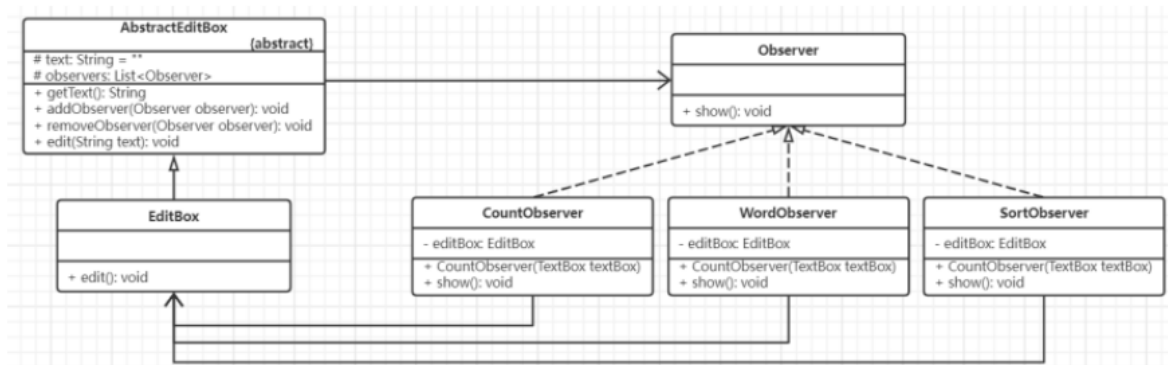 AbstractEditBox
{abstract}
# text: String = ""
# observers: List<Observer>
+ getText(): String
+ addObserver(Observer observer): void
+ removeObserver(Observer observer): void
+ edit(String text): void
Observer
+ show(): void
EditBox
+ edit(): void
CountObserver
- editBox: EditBox
+ CountObserver(TextBox textBox)
+ show(): void
WordObserver
- editBox: EditBox
+ CountObserver(TextBox textBox)
+ show(): void
SortObserver
- editBox: EditBox
+ CountObserver(TextBox textBox)
+ show(): void